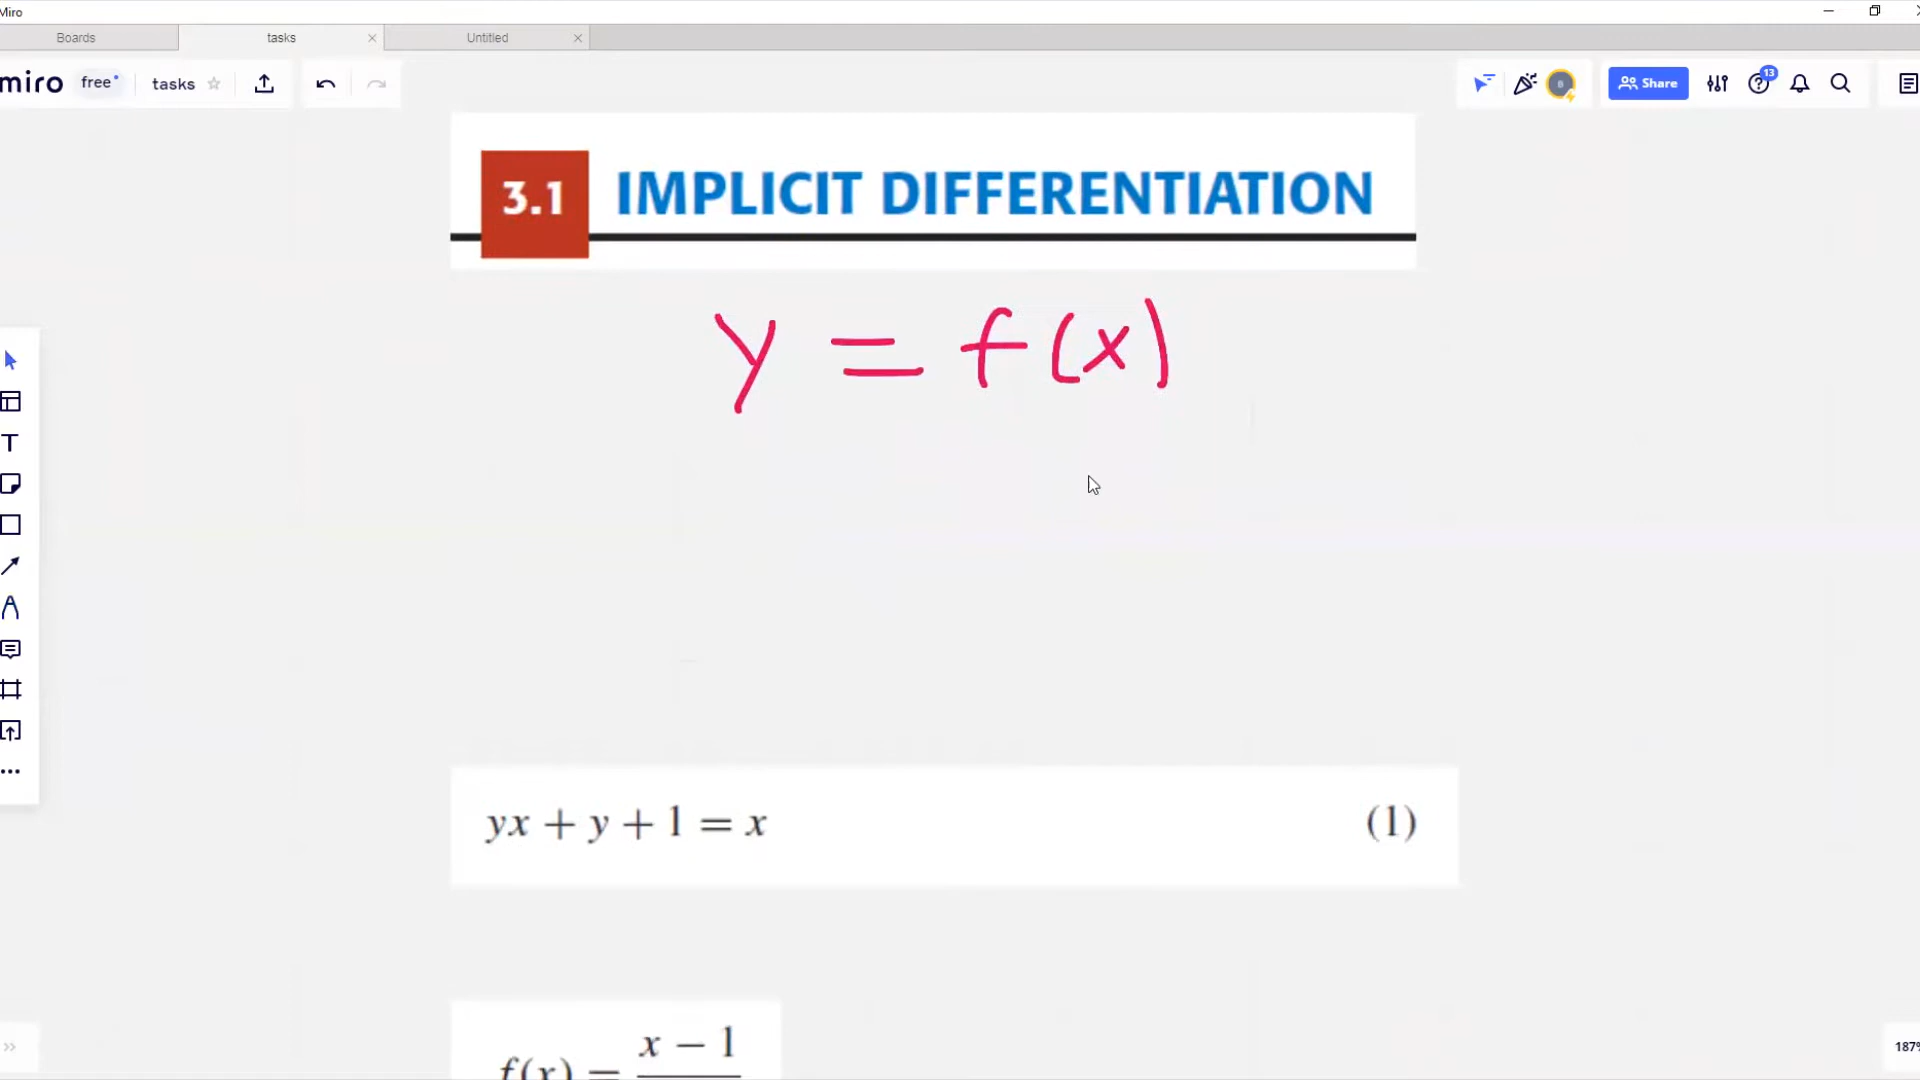 Miro
Boards
tasks
Untitled
miro free tasks
13
Share
3.1 IMPLICIT DIFFERENTIATION
y = f(x)
T
yx + y + 1 = x (1)
x − 1
f(x) =
187%